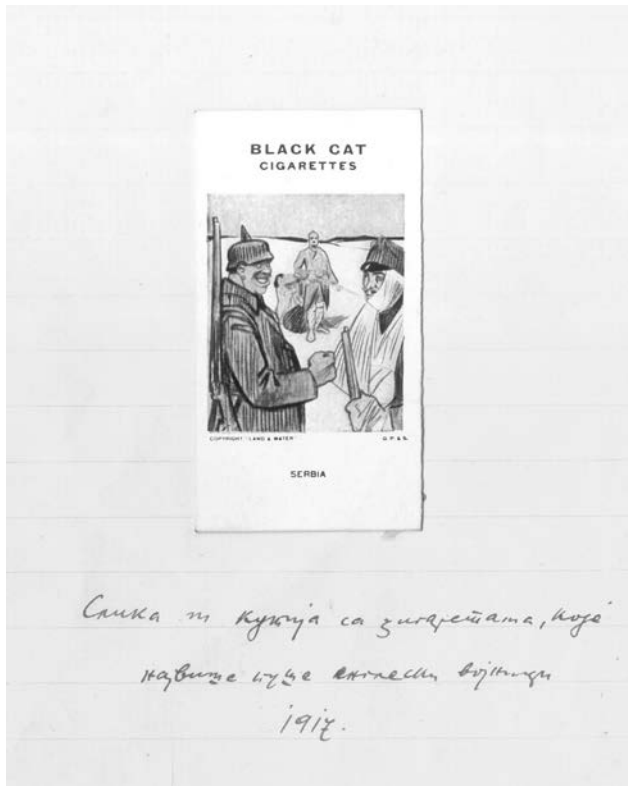 BLACK CAT
CIGARETTES
COPYRIGHT "LAND & WATER"
SERBIA
Слика из кутија са цигаретама, које
највише пуше енглески војници
1917.